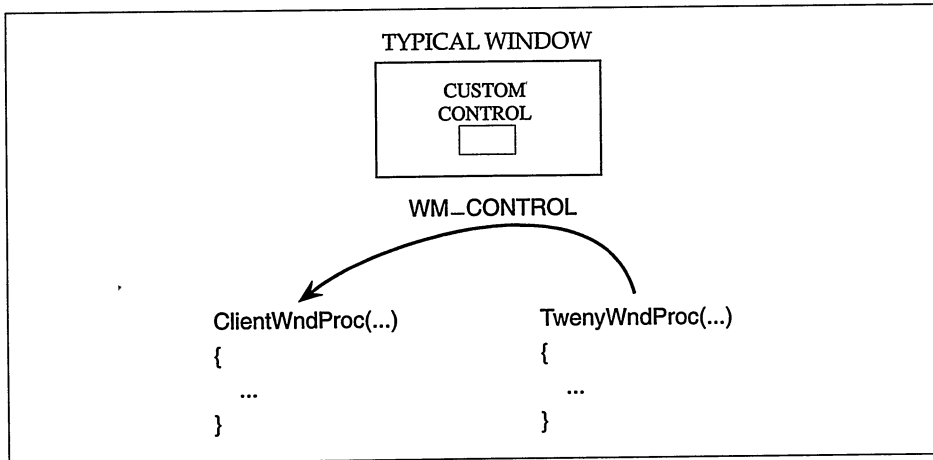 TYPICAL WINDOW
CUSTOM
CONTROL
WM_CONTROL
ClientWndProc(...)
{
...
}
TwenyWndProc(...)
{
...
}